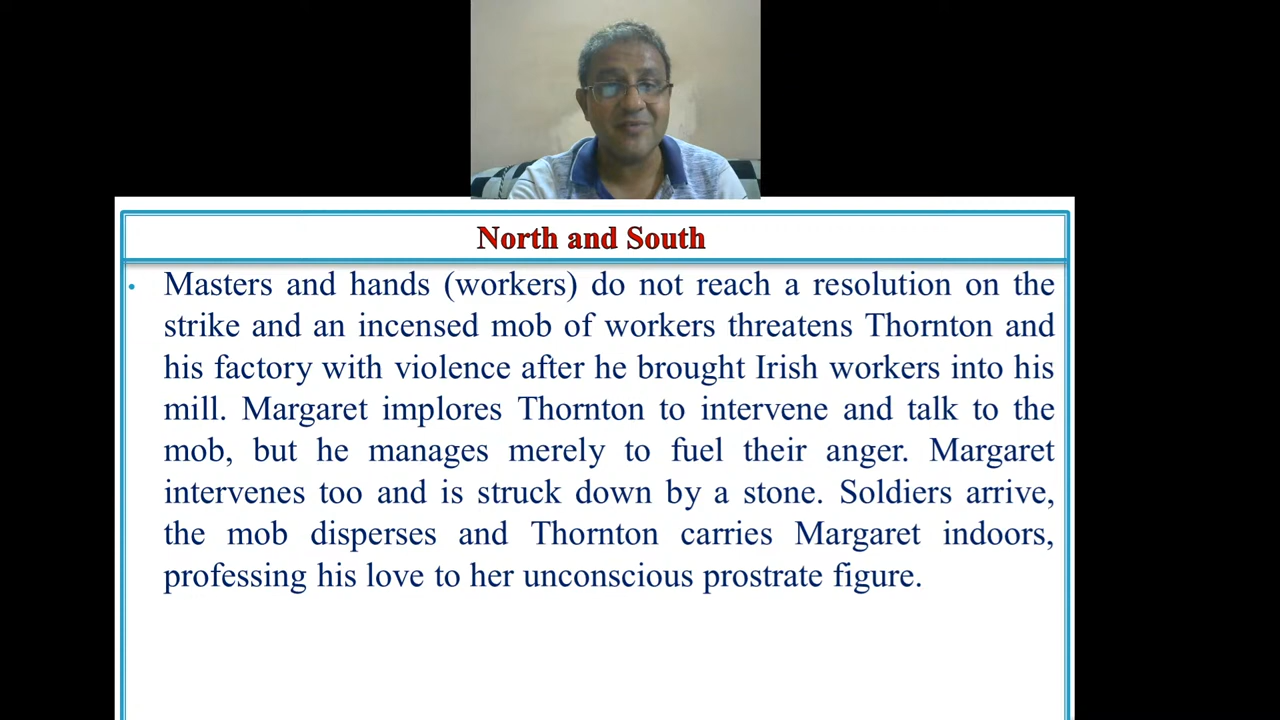 North and South
• Masters and hands (workers) do not reach a resolution on the
strike and an incensed mob of workers threatens Thornton and
his factory with violence after he brought Irish workers into his
mill. Margaret implores Thornton to intervene and talk to the
mob, but he manages merely to fuel their anger. Margaret
intervenes too and is struck down by a stone. Soldiers arrive,
the mob disperses and Thornton carries Margaret indoors,
professing his love to her unconscious prostrate figure.